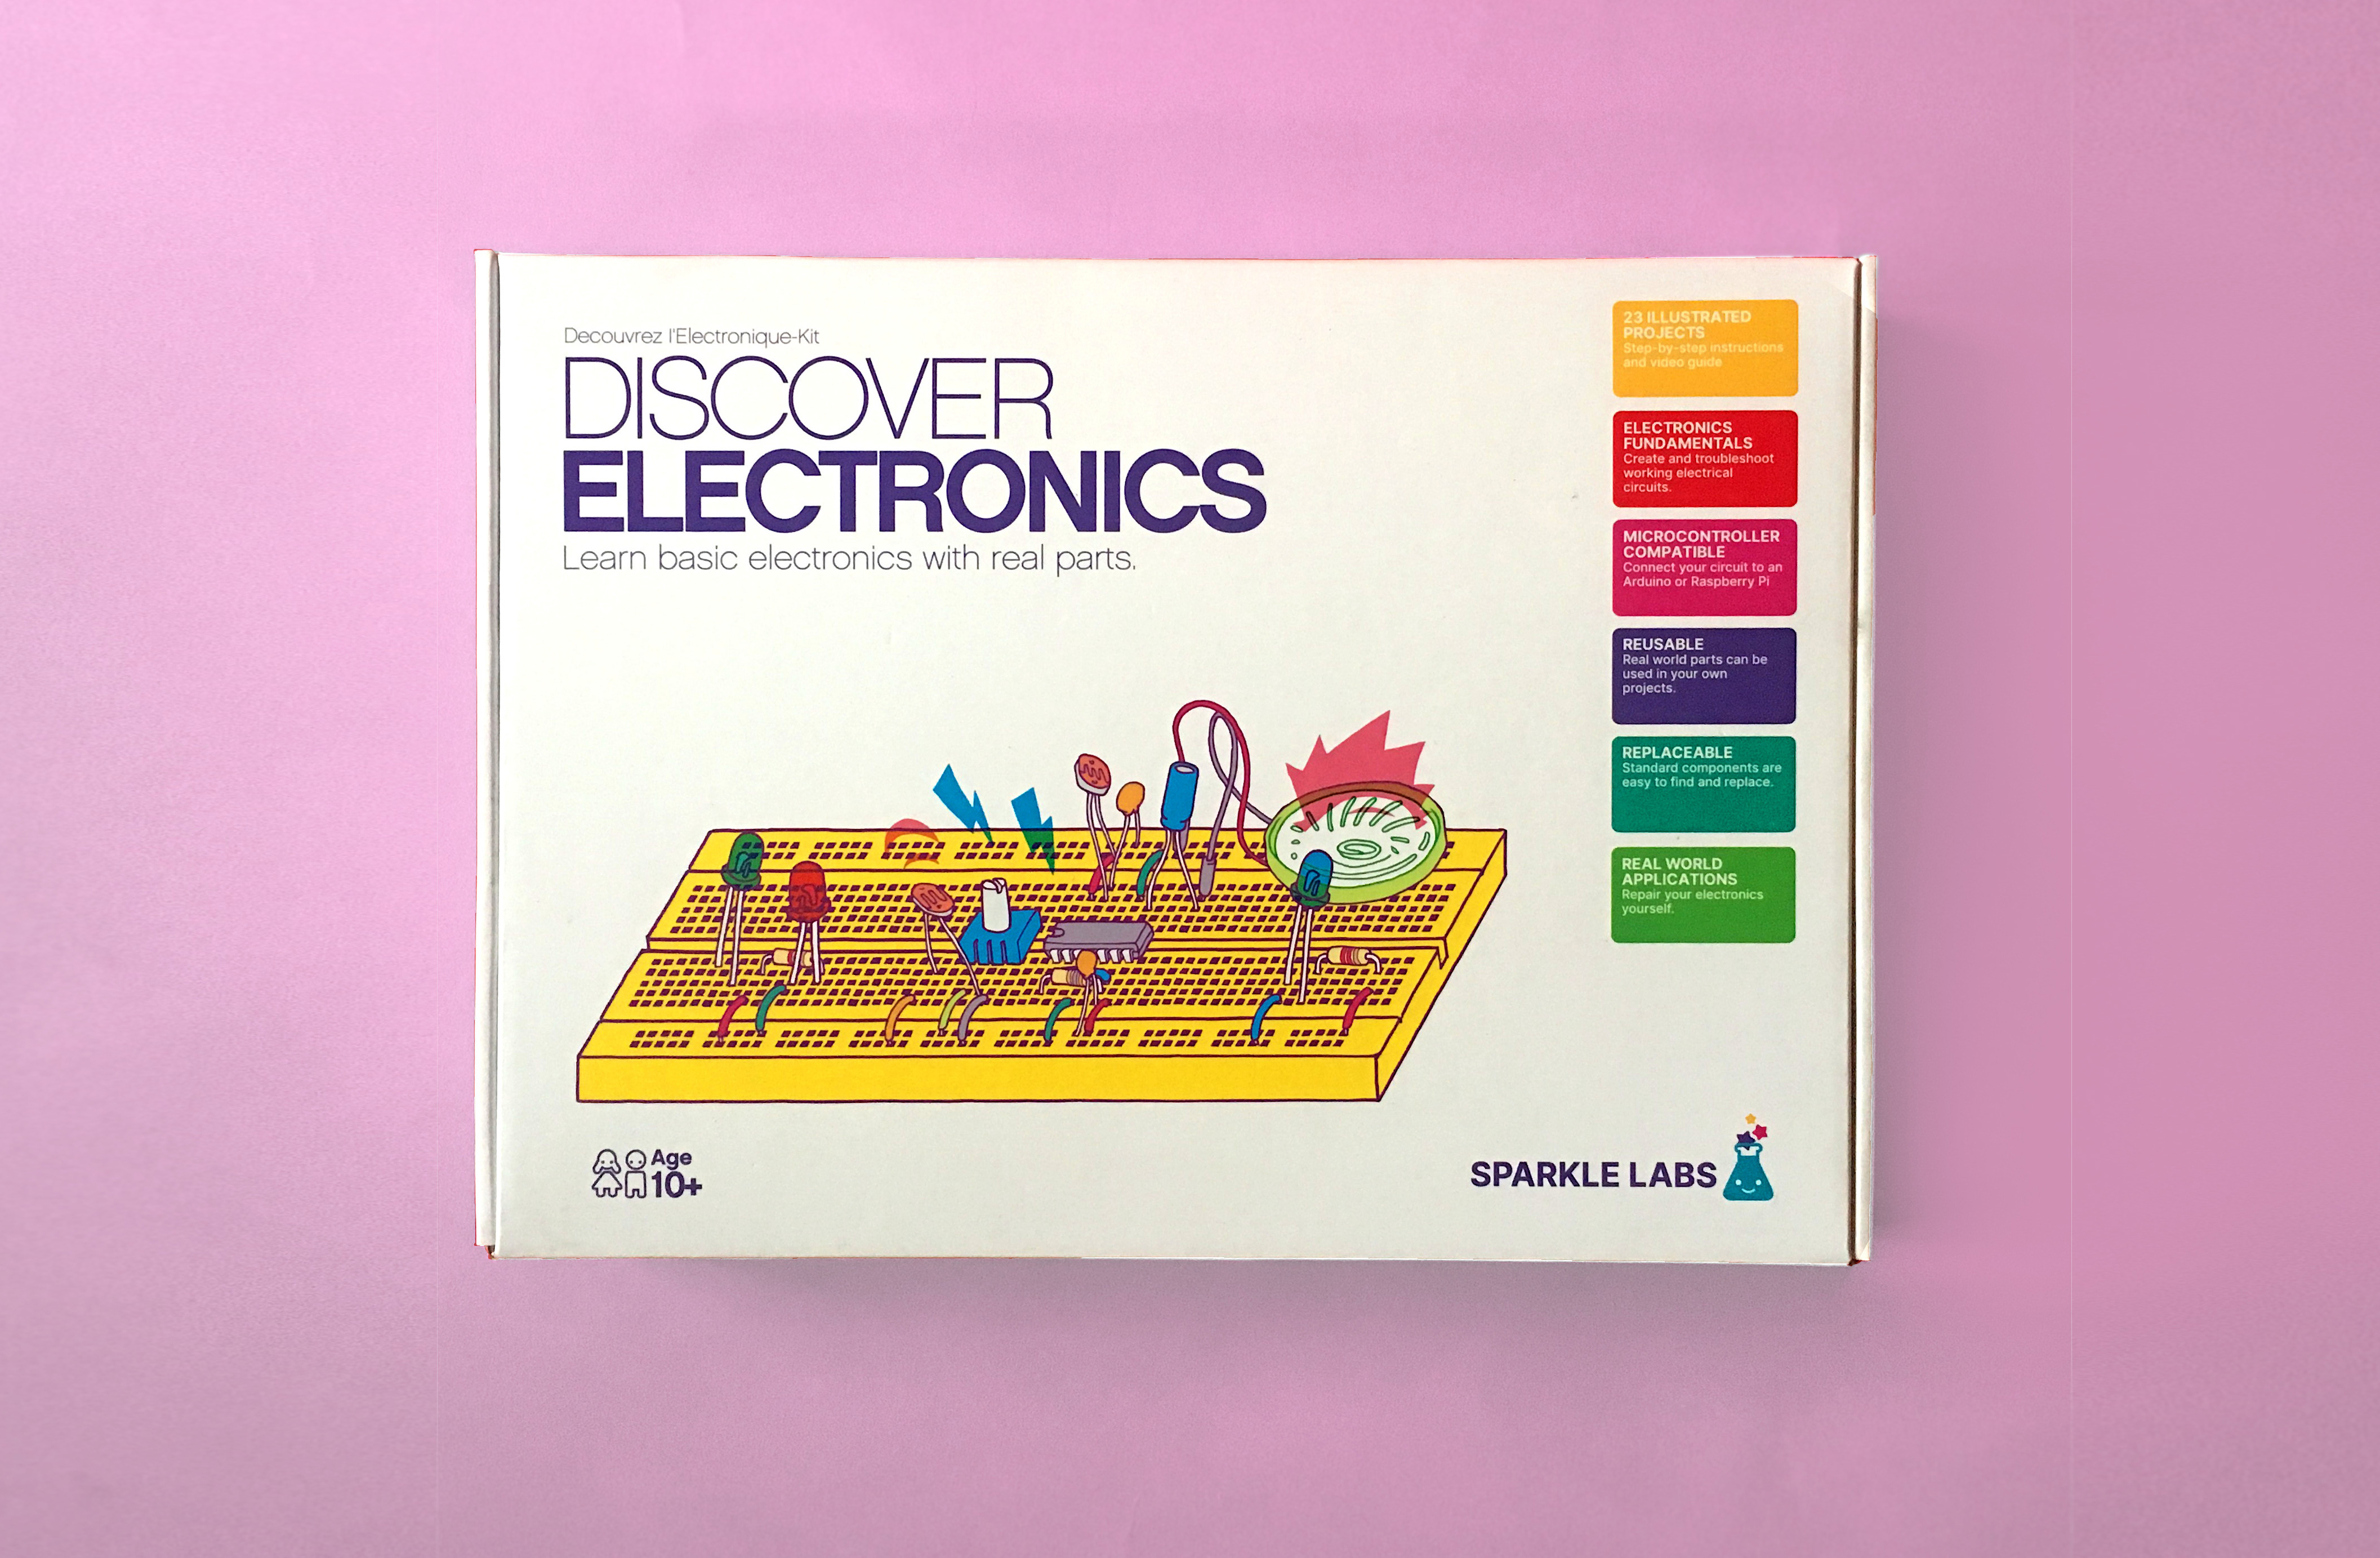 Decouvrez l'Electronique-Kit
DISCOVER
ELECTRONICS
Learn basic electronics with real parts.
23 ILLUSTRATED
PROJECTS
Step-by-step instructions
and video guide
ELECTRONICS
FUNDAMENTALS
Create and troubleshoot
working electrical
circuits.
MICROCONTROLLER
COMPATIBLE
Connect your circuit to an
Arduino or Raspberry Pi
REUSABLE
Real world parts can be
used in your own
projects.
REPLACEABLE
Standard components are
easy to find and replace.
REAL WORLD
APPLICATIONS
Repair your electronics
yourself.
Age
10+
SPARKLE LABS